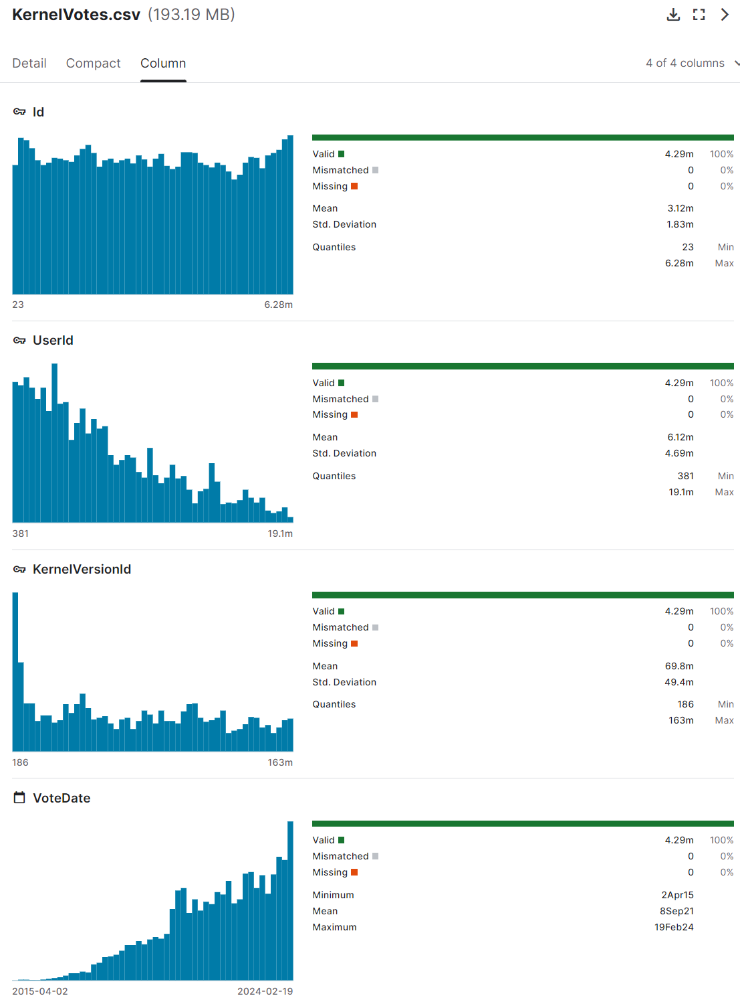 KernelVotes.csv (193.19 MB)
Detail Compact Column 4 of 4 columns
Id
Valid 4.29m 100%
Mismatched 0 0%
Missing 0 0%
Mean 3.12m
Std. Deviation 1.83m
Quantiles 23 Min
6.28m Max
23 6.28m
UserId
Valid 4.29m 100%
Mismatched 0 0%
Missing 0 0%
Mean 6.12m
Std. Deviation 4.69m
Quantiles 381 Min
19.1m Max
381 19.1m
KernelVersionId
Valid 4.29m 100%
Mismatched 0 0%
Missing 0 0%
Mean 69.8m
Std. Deviation 49.4m
Quantiles 186 Min
163m Max
186 163m
VoteDate
Valid 4.29m 100%
Mismatched 0 0%
Missing 0 0%
Minimum 2Apr15
Mean 8Sep21
Maximum 19Feb24
2015-04-02 2024-02-19